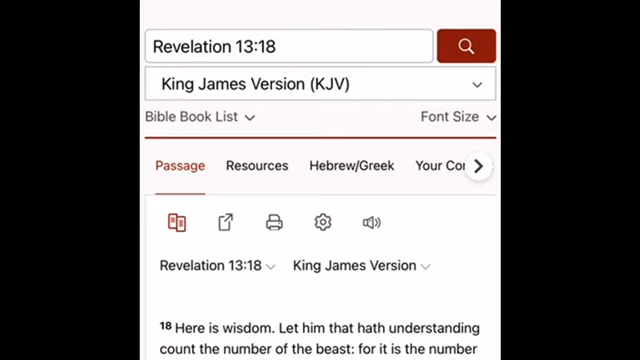 Revelation 13:18
King James Version (KJV)
Bible Book List Font Size
Passage Resources Hebrew/Greek Your
Revelation 13:18 King James Version
18 Here is wisdom. Let him that hath understanding
count the number of the beast: for it is the number